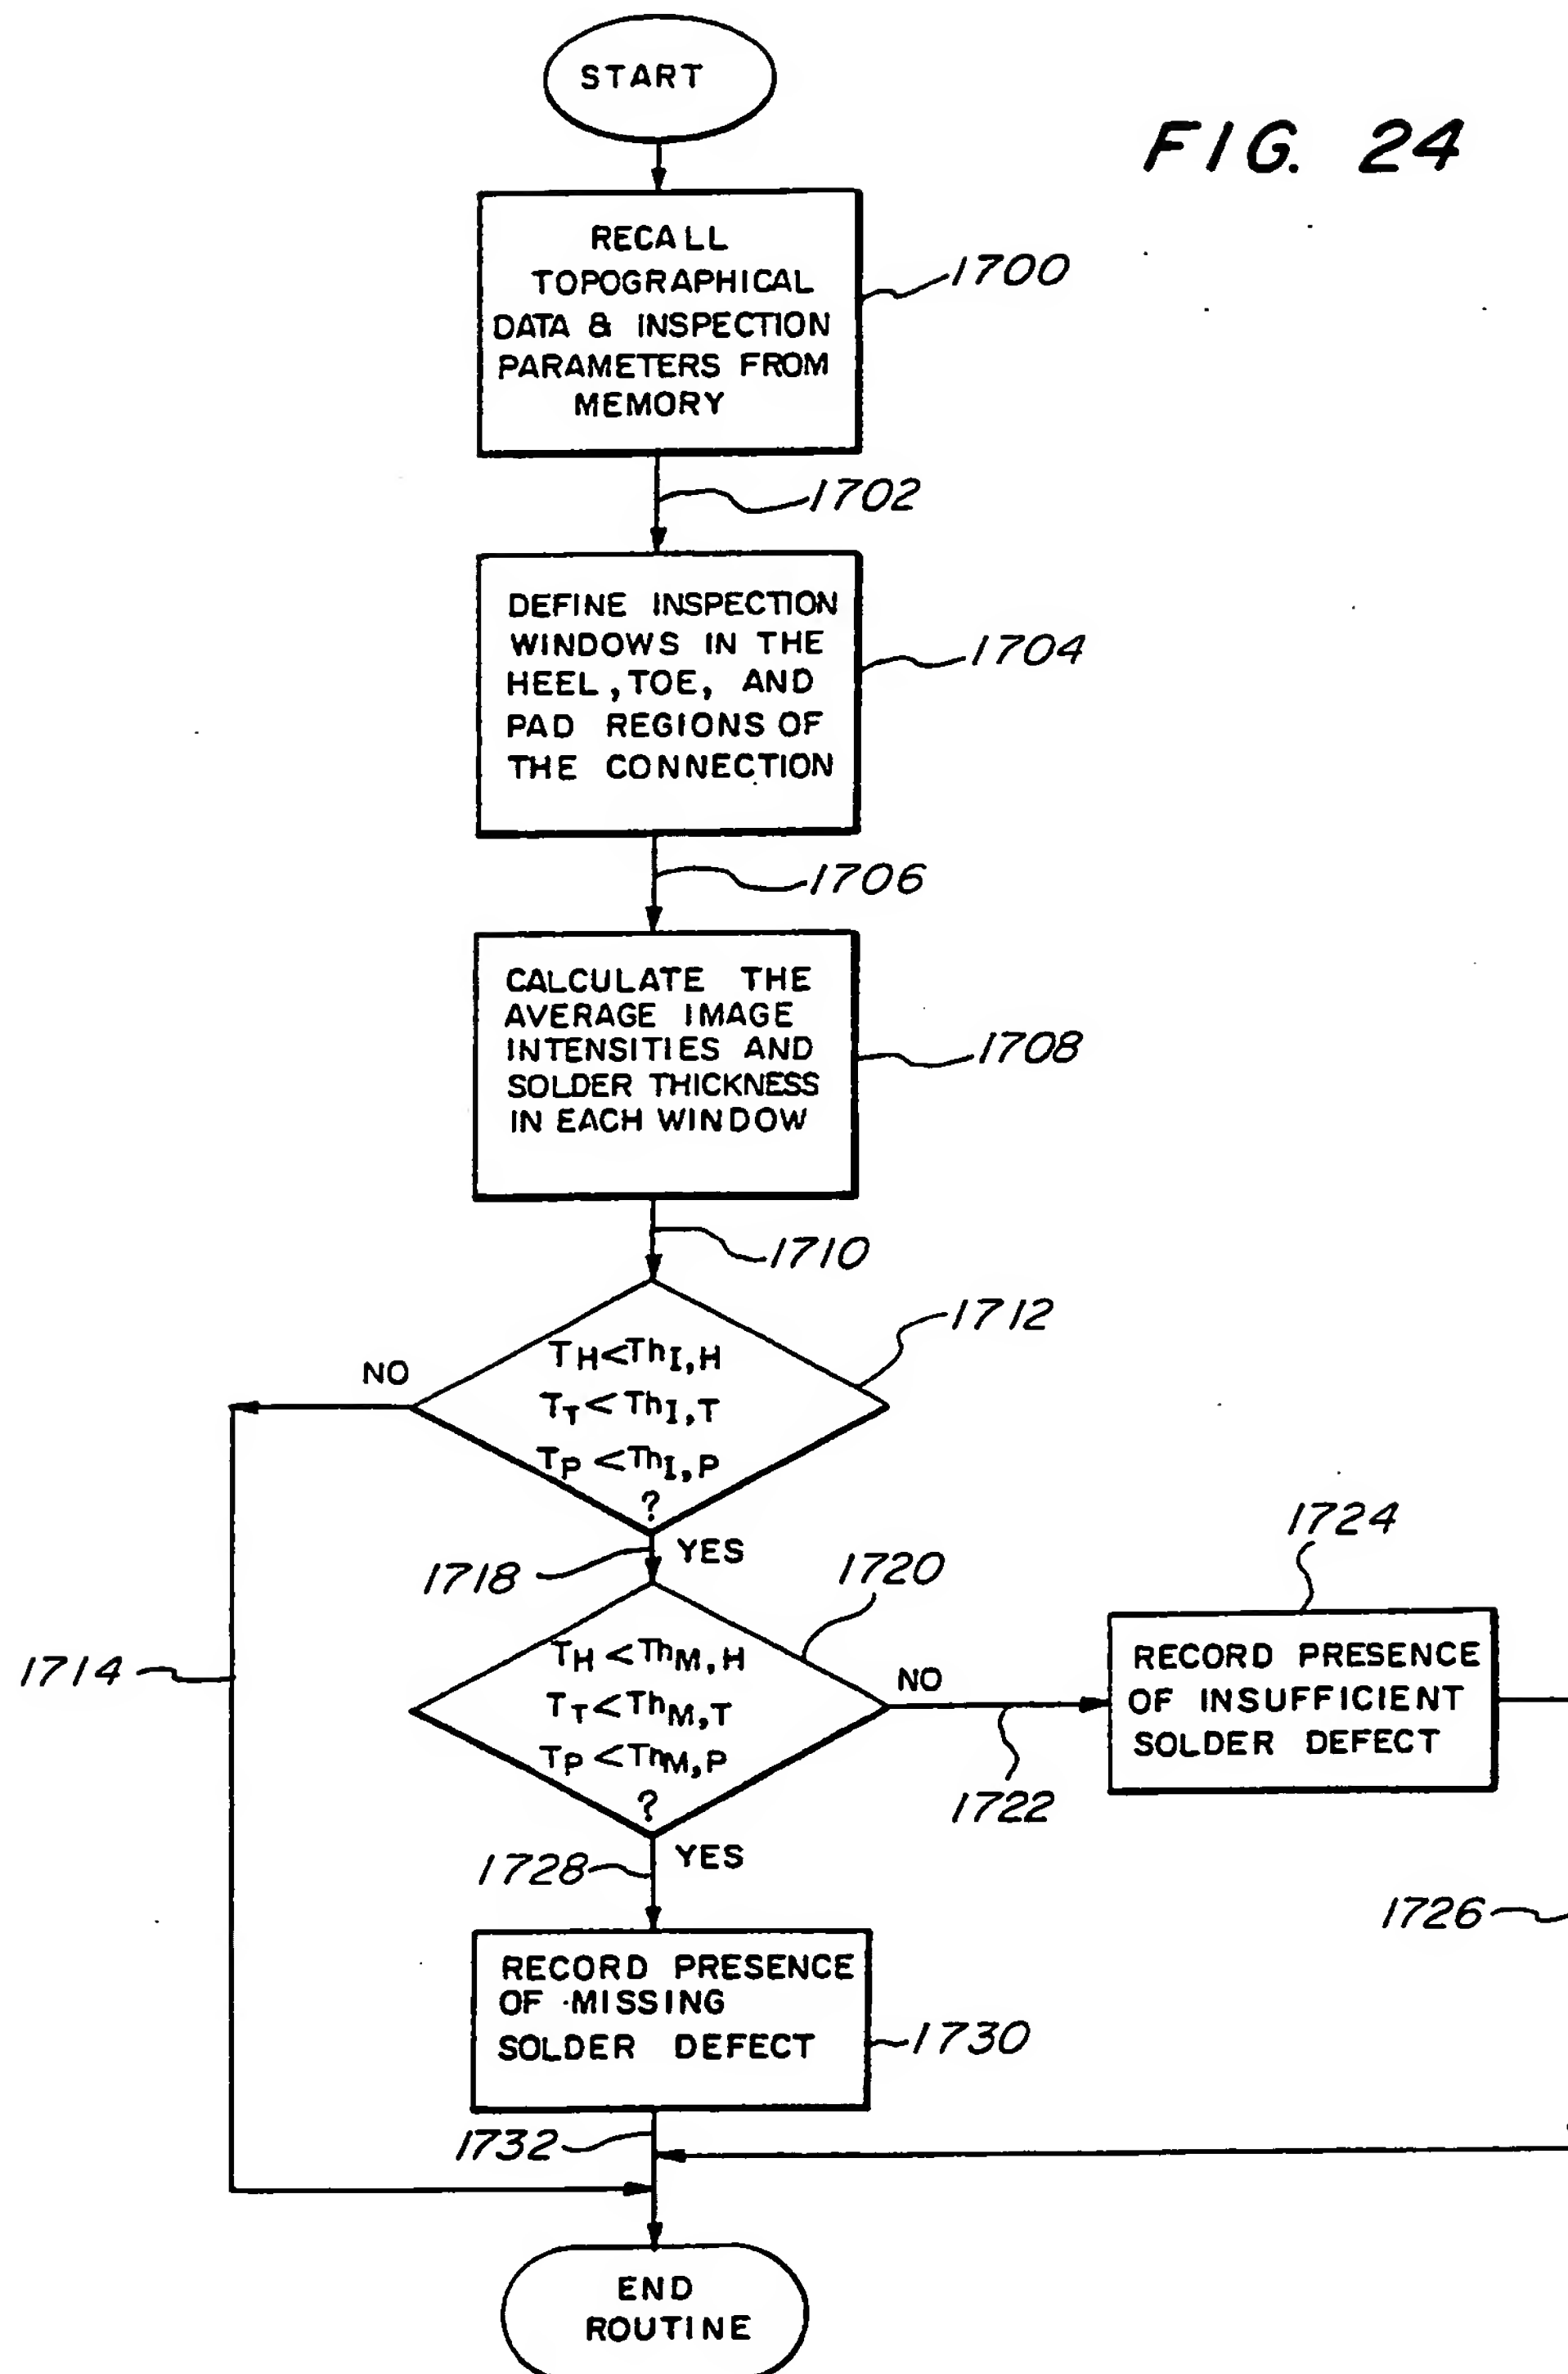 START
FIG. 24
RECALL
TOPOGRAPHICAL
DATA & INSPECTION
PARAMETERS FROM
MEMORY
1700
1702
DEFINE INSPECTION
WINDOWS IN THE
HEEL, TOE, AND
PAD REGIONS OF
THE CONNECTION
1704
1706
CALCULATE THE
AVERAGE IMAGE
INTENSITIES AND
SOLDER THICKNESS
IN EACH WINDOW
1708
1710
1712
NO
TH<ThI,H
TT<ThI,T
TP<ThI,P
?
YES
1718
1720
1714
TH<ThM,H
TT<ThM,T
TP<ThM,P
?
NO
1722
1724
RECORD PRESENCE
OF INSUFFICIENT
SOLDER DEFECT
1726
YES
1728
RECORD PRESENCE
OF MISSING
SOLDER DEFECT
1730
1732
END
ROUTINE